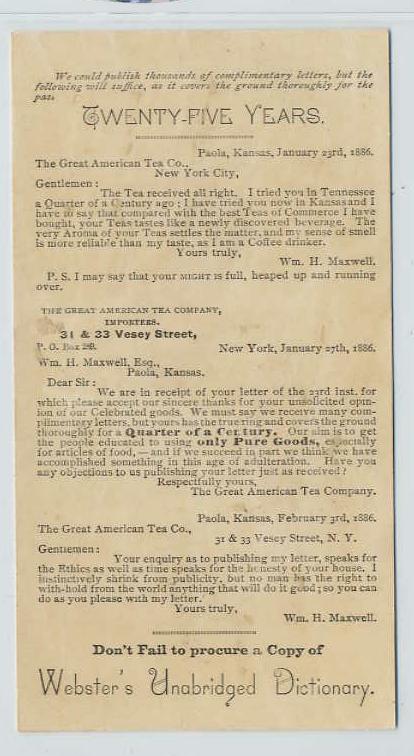 We could publish thousands of complimentary letters, but the
following will suffice, as it covers the ground thoroughly for the
pas.
TWENTY-FIVE YEARS.
Paola, Kansas, January 23rd, 1886.
The Great American Tea Co.,
New York City,
Gentlemen :
The Tea received all right. I tried you in Tennessee
a Quarter of a Century ago ; I have tried you now in Kansas and I
have to say that compared with the best Teas of Commerce I have
bought, your Teas tastes like a newly discovered beverage. The
very Aroma of your Teas settles the matter, and my sense of smell
is more reliable than my taste, as I am a Coffee drinker.
Yours truly,
Wm. H. Maxwell.
P. S. I may say that your MIGHT is full, heaped up and running
over.
THE GREAT AMERICAN TEA COMPANY,
IMPORTERS.
31 & 33 Vesey Street,
P. O. Box 289.
New York, January 27th, 1886.
Wm. H. Maxwell, Esq.,
Paola, Kansas.
Dear Sir :
We are in receipt of your letter of the 23rd inst. for
which please accept our sincere thanks for your unsolicited opin-
ion of our Celebrated goods. We must say we receive many com-
plimentary letters, but yours has the true ring and covers the ground
thoroughly for a Quarter of a Century. Our aim is to get
the people educated to using only Pure Goods, especially
for articles of food, — and if we succeed in part we think we have
accomplished something in this age of adulteration. Have you
any objections to us publishing your letter just as received ?
Respectfully yours,
The Great American Tea Company.
Paola, Kansas, February 3rd, 1886.
The Great American Tea Co.,
31 & 33 Vesey Street, N. Y.
Gentlemen :
Your enquiry as to publishing my letter, speaks for
the Ethics as well as time speaks for the honesty of your house. I
instinctively shrink from publicity, but no man has the right to
with-hold from the world anything that will do it good ; so you can
do as you please with my letter.
Yours truly,
Wm. H. Maxwell.
Don't Fail to procure a Copy of
Webster's Unabridged Dictionary.